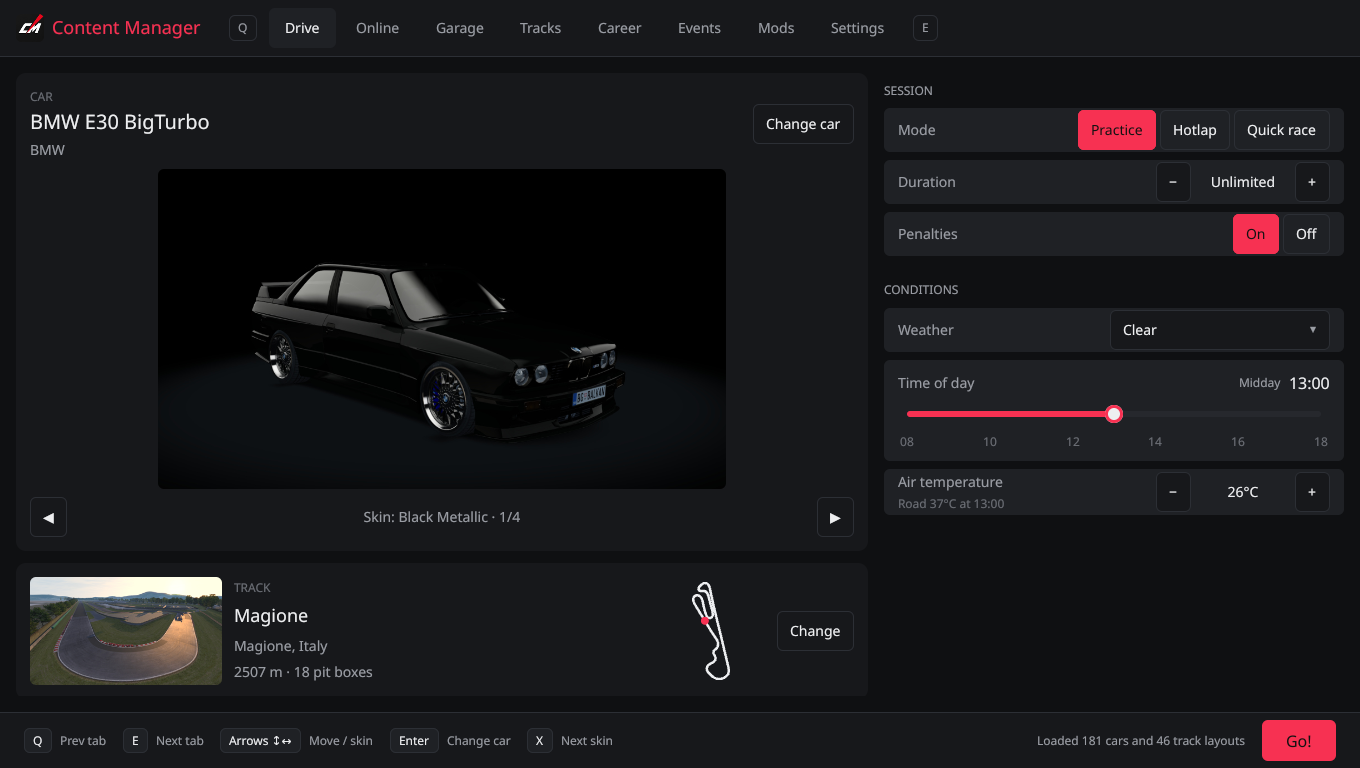 CM Content Manager Q Drive Online Garage Tracks Career Events Mods Settings E
CAR
BMW E30 BigTurbo
BMW
Change car
BG BALKAN
◀ Skin: Black Metallic · 1/4 ▶
TRACK
Magione
Magione, Italy
2507 m · 18 pit boxes
Change
SESSION
Mode Practice Hotlap Quick race
Duration − Unlimited +
Penalties On Off
CONDITIONS
Weather Clear ▼
Time of day Midday 13:00
08 10 12 14 16 18
Air temperature
Road 37°C at 13:00
− 26°C +
Q Prev tab E Next tab Arrows ↕↔ Move / skin Enter Change car X Next skin
Loaded 181 cars and 46 track layouts Go!